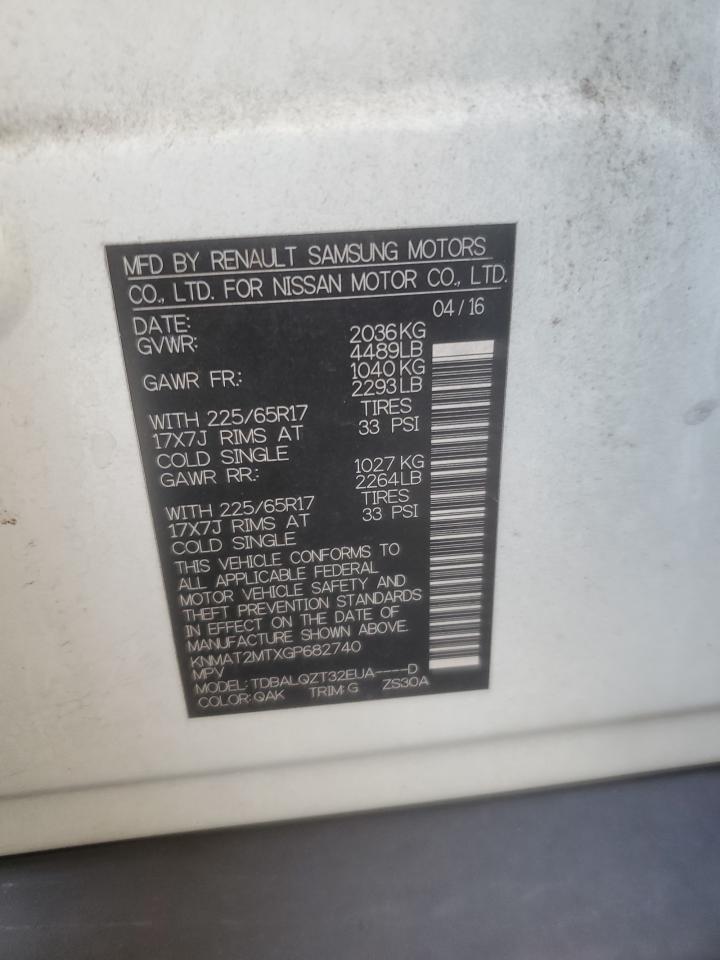 MFD BY RENAULT SAMSUNG MOTORS
CO., LTD. FOR NISSAN MOTOR CO., LTD.
DATE: 04/16
GVWR: 2036KG
4489LB
GAWR FR: 1040KG
2293LB
WITH 225/65R17 TIRES
17X7J RIMS AT 33 PSI
COLD SINGLE
GAWR RR: 1027KG
2264LB
WITH 225/65R17 TIRES
17X7J RIMS AT 33 PSI
COLD SINGLE
THIS VEHICLE CONFORMS TO
ALL APPLICABLE FEDERAL
MOTOR VEHICLE SAFETY AND
THEFT PREVENTION STANDARDS
IN EFFECT ON THE DATE OF
MANUFACTURE SHOWN ABOVE.
KNMAT2MTXGP682740
MPV
MODEL: TDBALQZT32EUA----D
COLOR: QAK TRIM: G ZS30A